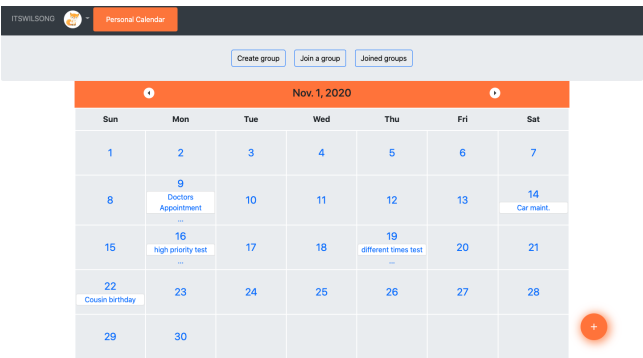 ITSWILSONG Personal Calendar
Create group Join a group Joined groups
Nov. 1, 2020
Sun Mon Tue Wed Thu Fri Sat
1 2 3 4 5 6 7
8 9 10 11 12 13 14
Doctors Appointment
...
Car maint.
15 16 17 18 19 20 21
high priority test
...
different times test
...
22 23 24 25 26 27 28
Cousin birthday
29 30
+